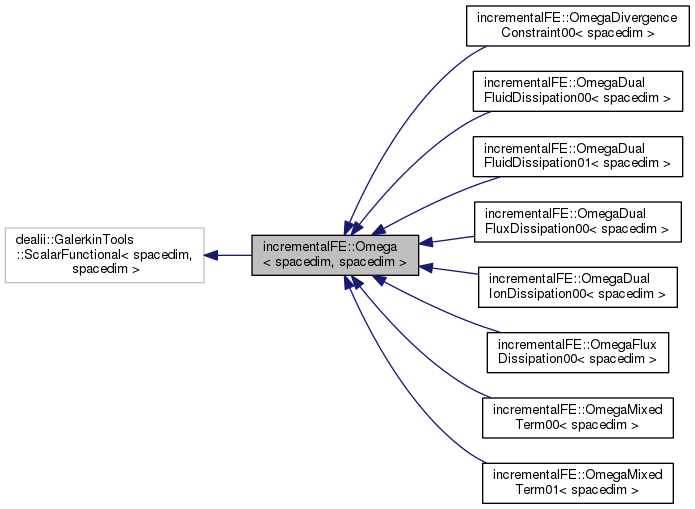 incrementalFE::OmegaDivergence
Constraint00< spacedim >
incrementalFE::OmegaDual
FluidDissipation00< spacedim >
incrementalFE::OmegaDual
FluidDissipation01< spacedim >
incrementalFE::OmegaDual
FluxDissipation00< spacedim >
dealii::GalerkinTools
::ScalarFunctional< spacedim,
spacedim >
incrementalFE::Omega
< spacedim, spacedim >
incrementalFE::OmegaDual
IonDissipation00< spacedim >
incrementalFE::OmegaFlux
Dissipation00< spacedim >
incrementalFE::OmegaMixed
Term00< spacedim >
incrementalFE::OmegaMixed
Term01< spacedim >